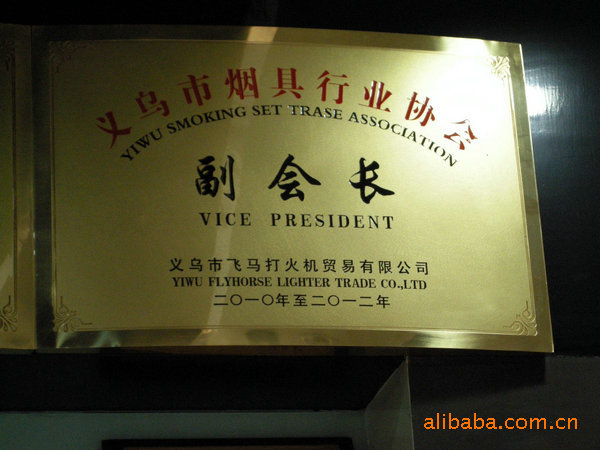 义乌市烟具行业协会
YIWU SMOKING SET TRASE ASSOCIATION
副会长
VICE PRESIDENT
义乌市飞马打火机贸易有限公司
YIWU FLYHORSE LIGHTER TRADE CO.,LTD
二〇一〇年至二〇一二年
alibaba.com.cn